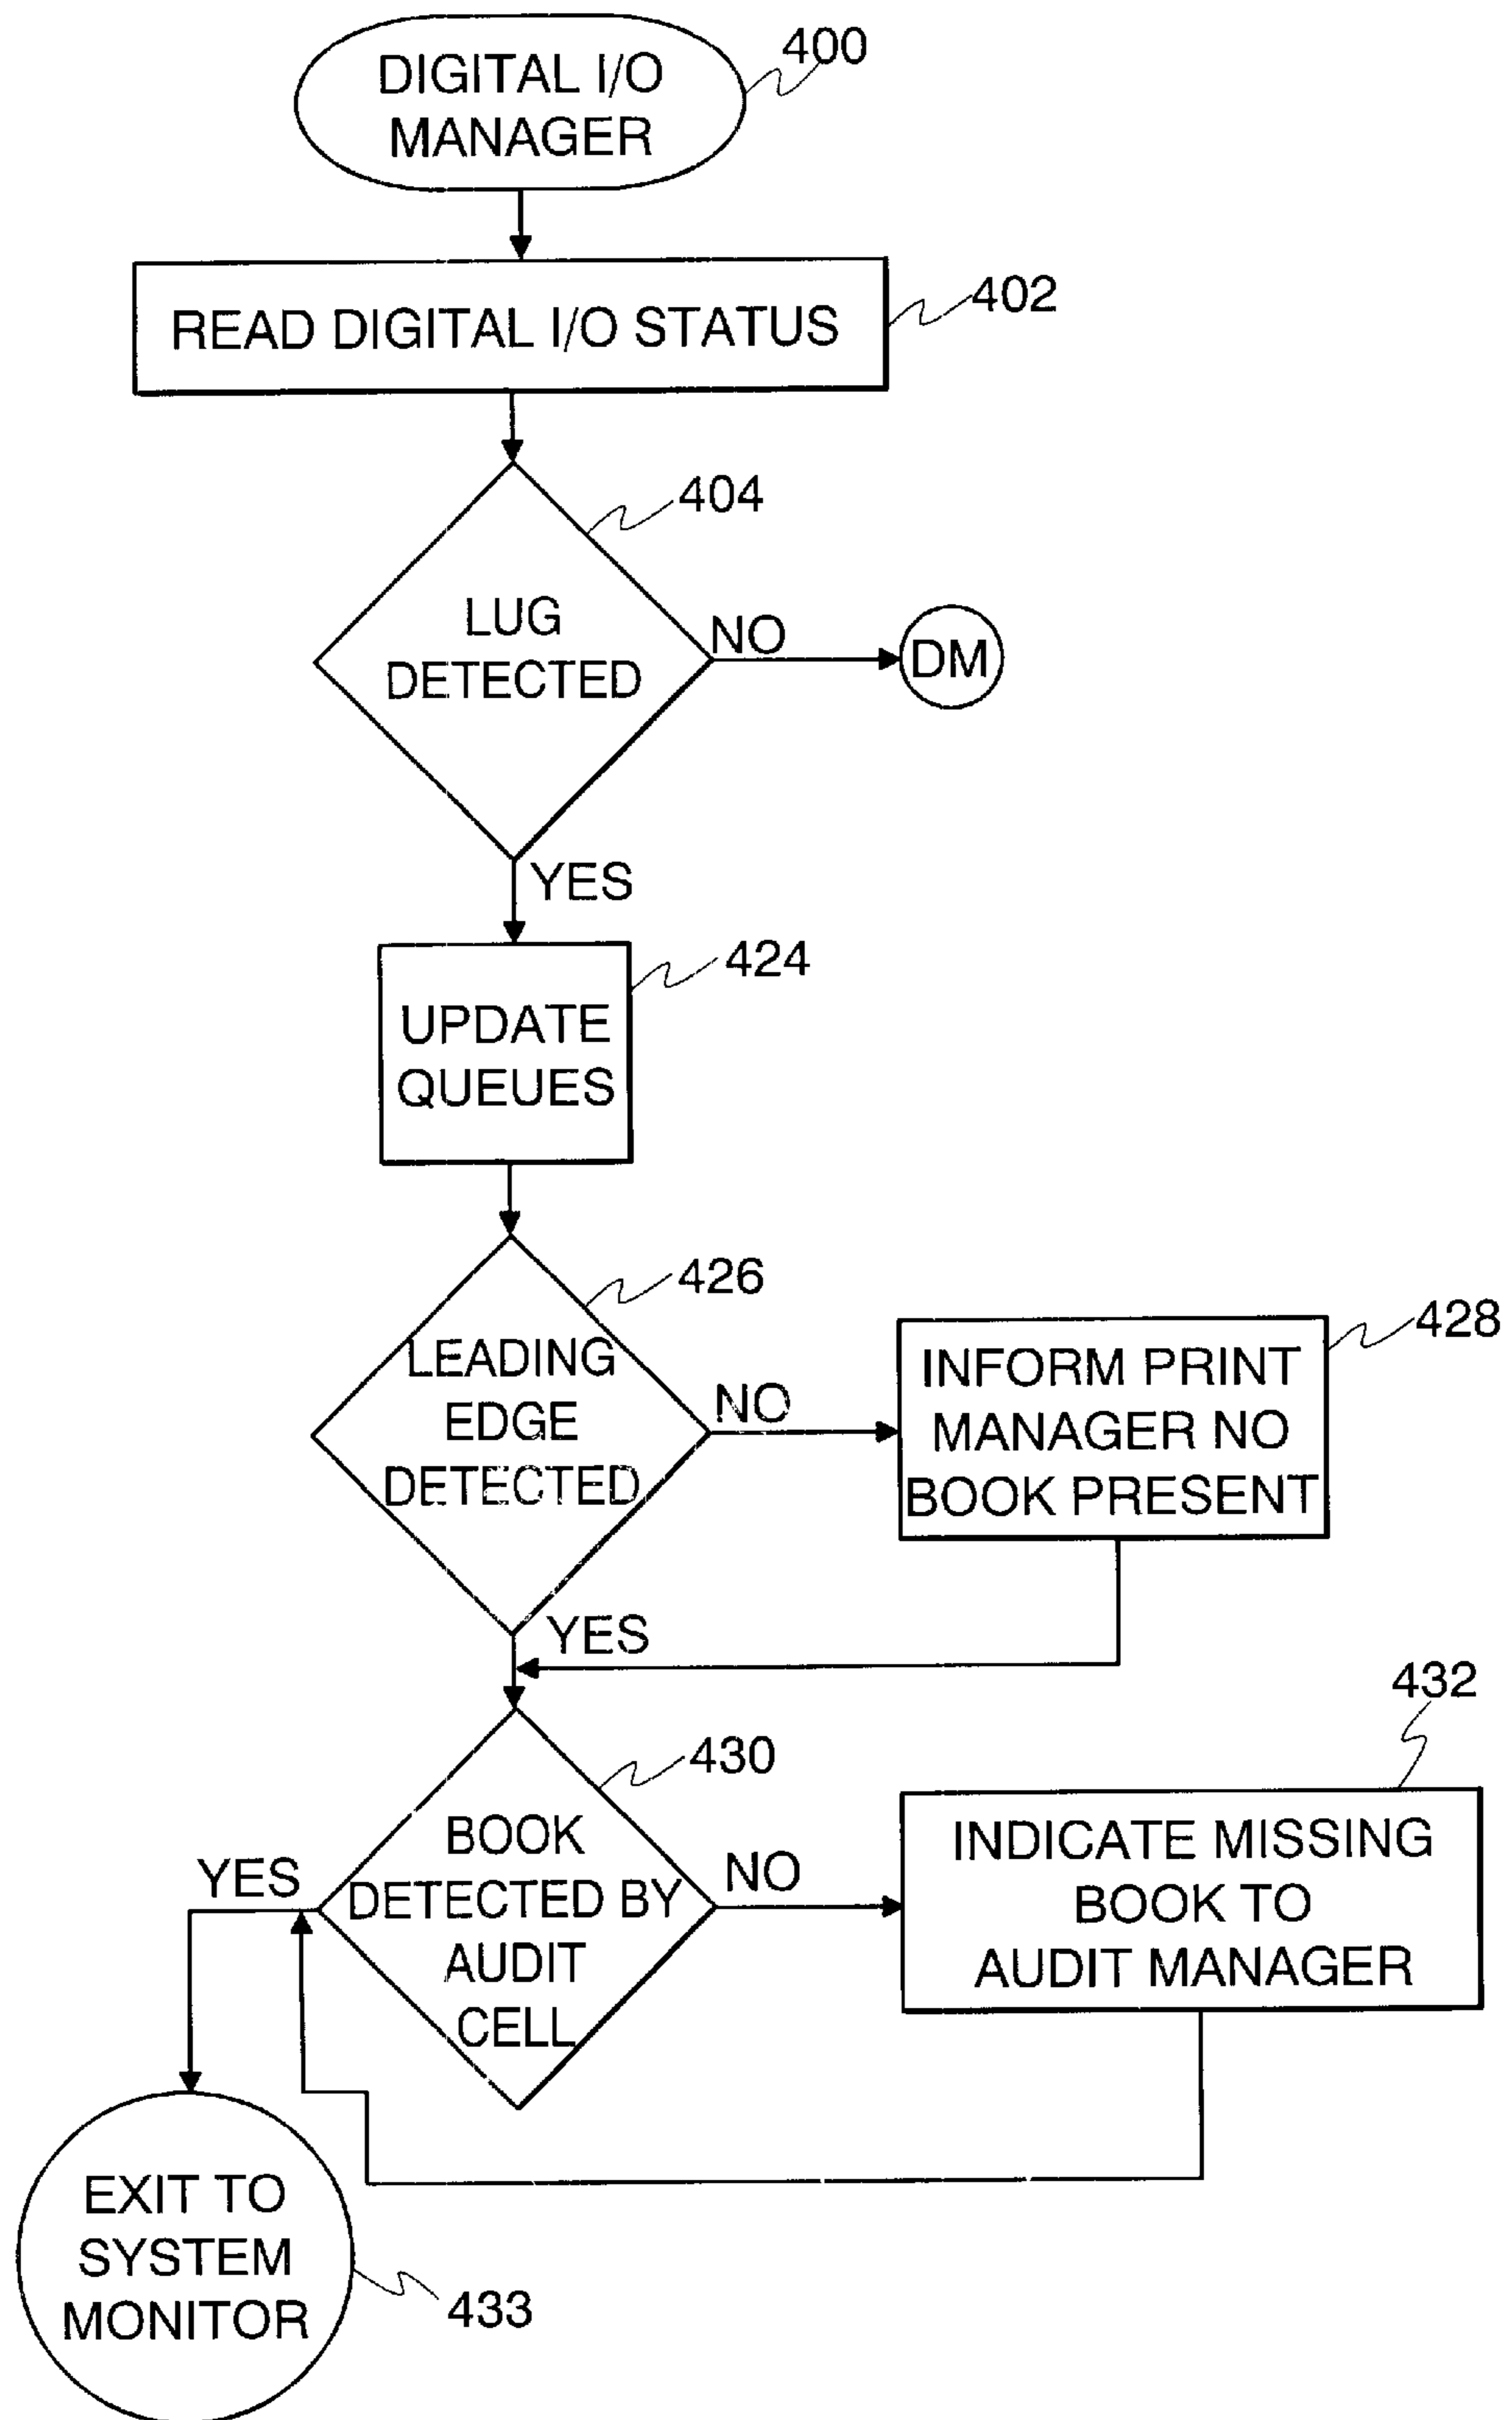 DIGITAL I/O
MANAGER
400
READ DIGITAL I/O STATUS
402
404
LUG
DETECTED
NO
DM
YES
424
UPDATE
QUEUES
426
LEADING
EDGE
DETECTED
NO
428
INFORM PRINT
MANAGER NO
BOOK PRESENT
YES
430
BOOK
DETECTED BY
AUDIT
CELL
YES
NO
432
INDICATE MISSING
BOOK TO
AUDIT MANAGER
EXIT TO
SYSTEM
MONITOR
433